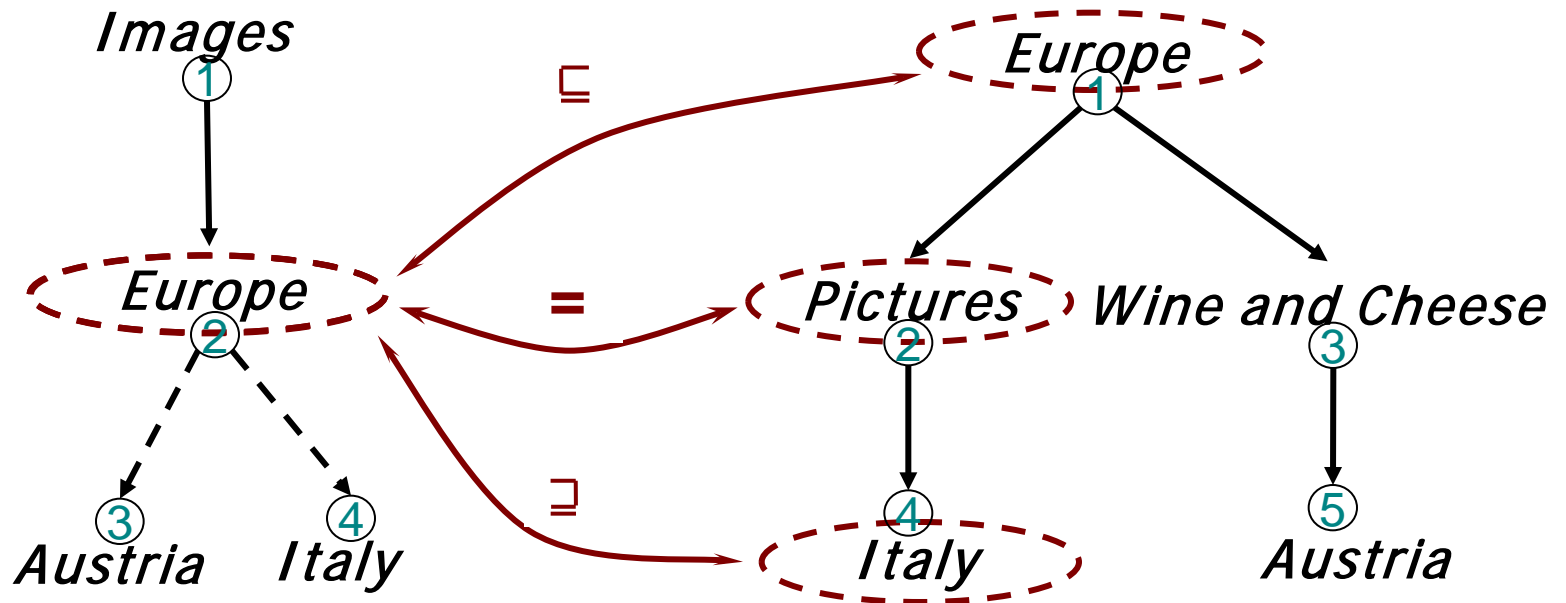 Images
1
⊑
Europe
1
Europe
2
=
Pictures
2
Wine and Cheese
3
⊒
3
Austria
4
Italy
4
Italy
5
Austria